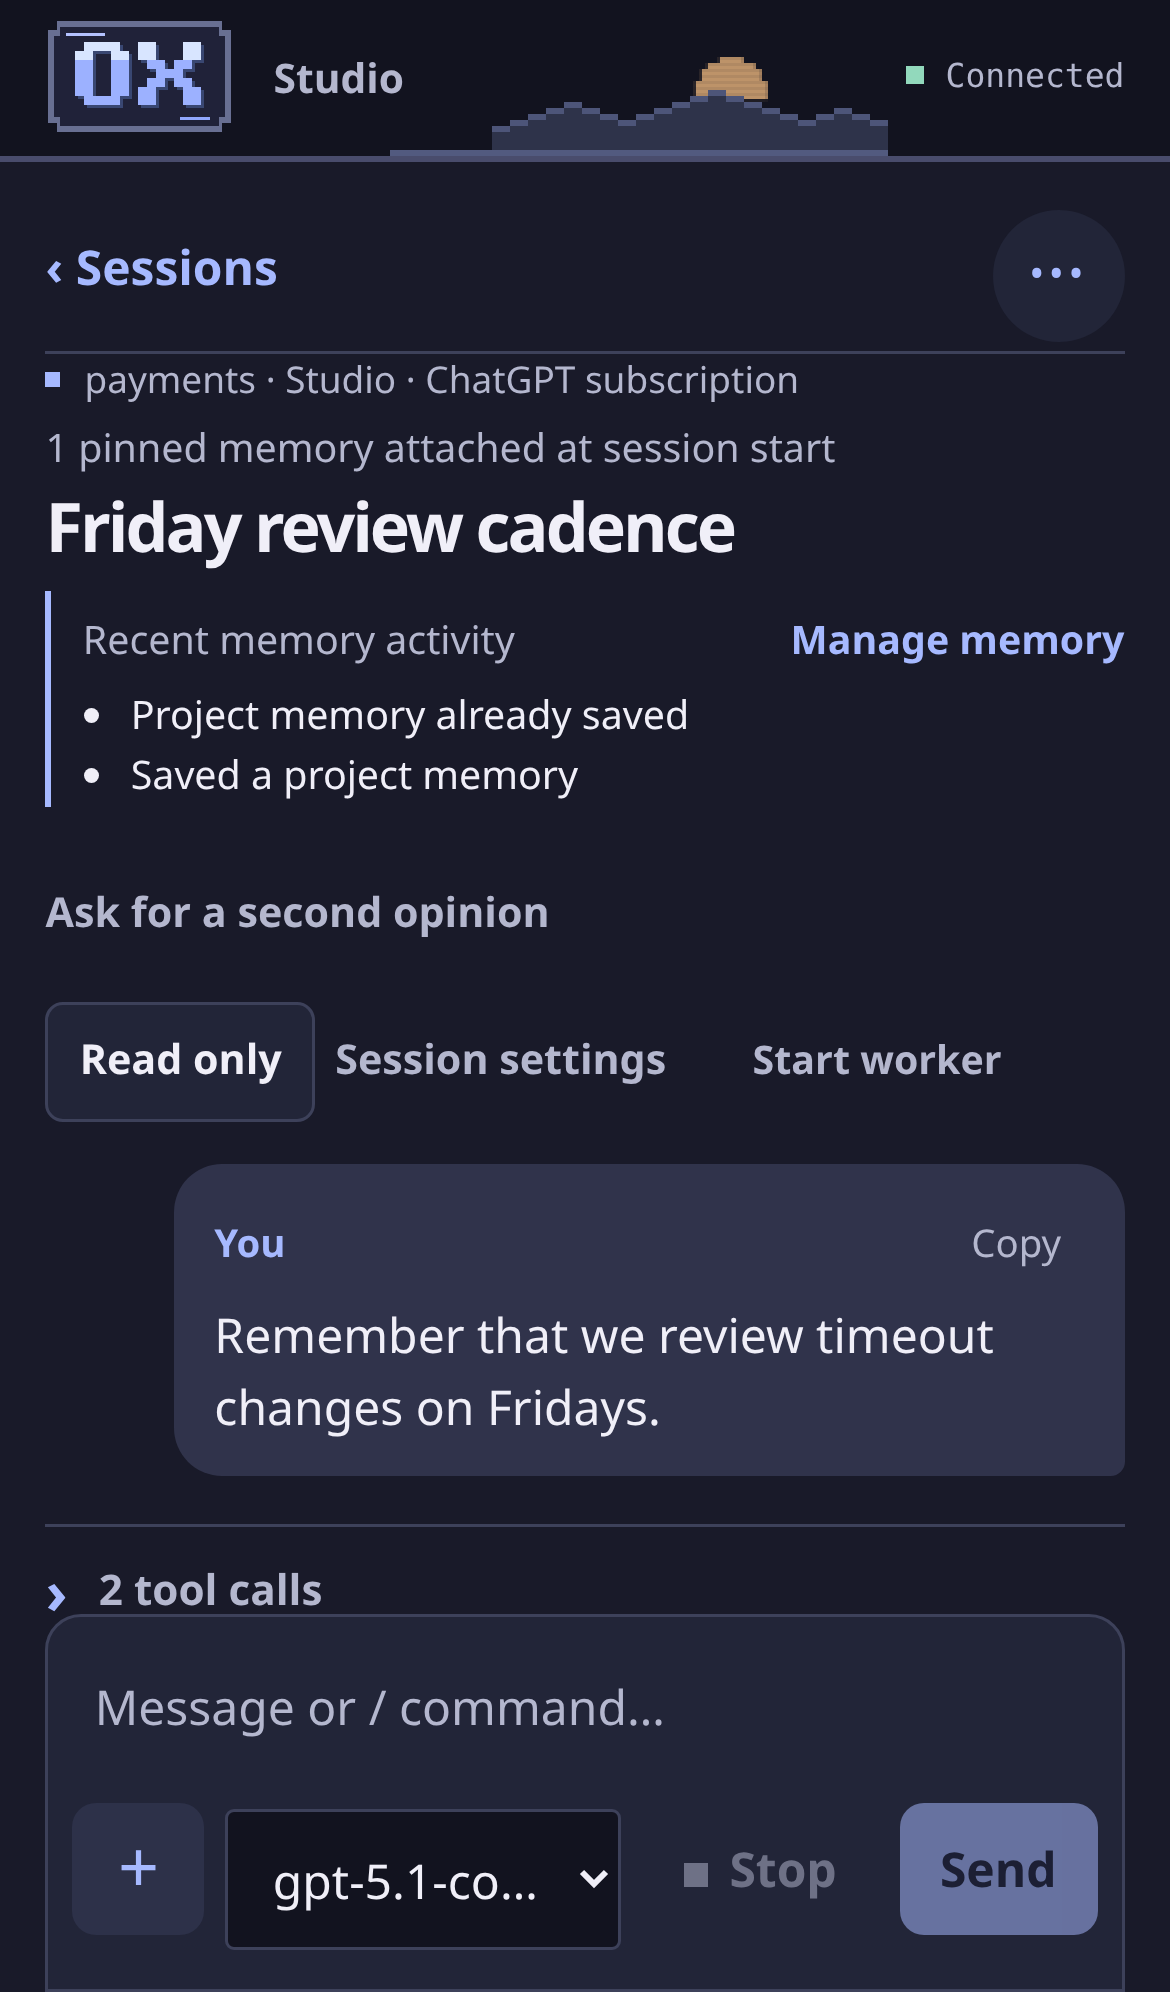 OX
Studio
Connected
‹ Sessions
...
payments · Studio · ChatGPT subscription
1 pinned memory attached at session start
Friday review cadence
Recent memory activity
Manage memory
• Project memory already saved
• Saved a project memory
Ask for a second opinion
Read only
Session settings
Start worker
You
Copy
Remember that we review timeout
changes on Fridays.
› 2 tool calls
Message or / command...
+
gpt-5.1-co...
Stop
Send